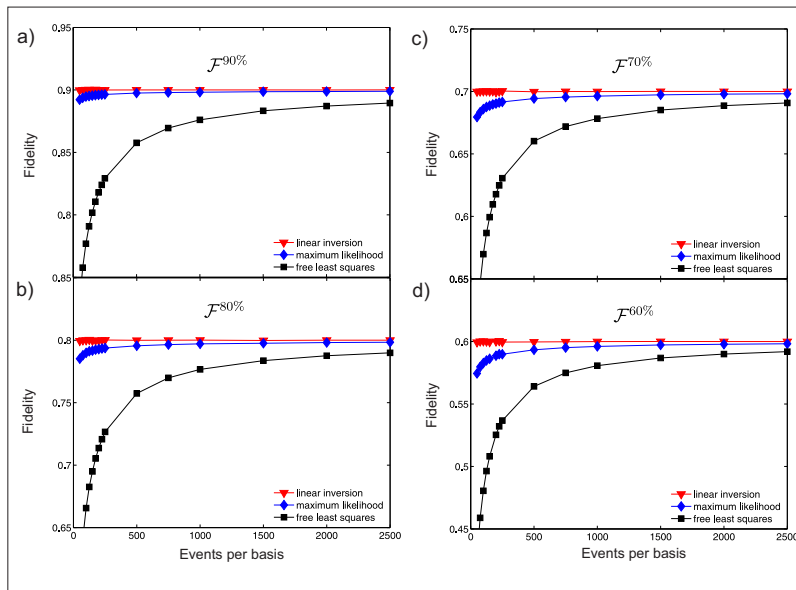 a)
0.95
0.9
0.85
0.8
0.85
Fidelity
ℱ^90%
linear inversion
maximum likelihood
free least squares
b)
0.8
0.7
0.65
Fidelity
ℱ^80%
linear inversion
maximum likelihood
free least squares
0 500 1000 1500 2000 2500
Events per basis
c)
0.75
0.7
0.65
0.6
0.65
Fidelity
ℱ^70%
linear inversion
maximum likelihood
free least squares
d)
0.6
0.55
0.5
0.45
Fidelity
ℱ^60%
linear inversion
maximum likelihood
free least squares
0 500 1000 1500 2000 2500
Events per basis